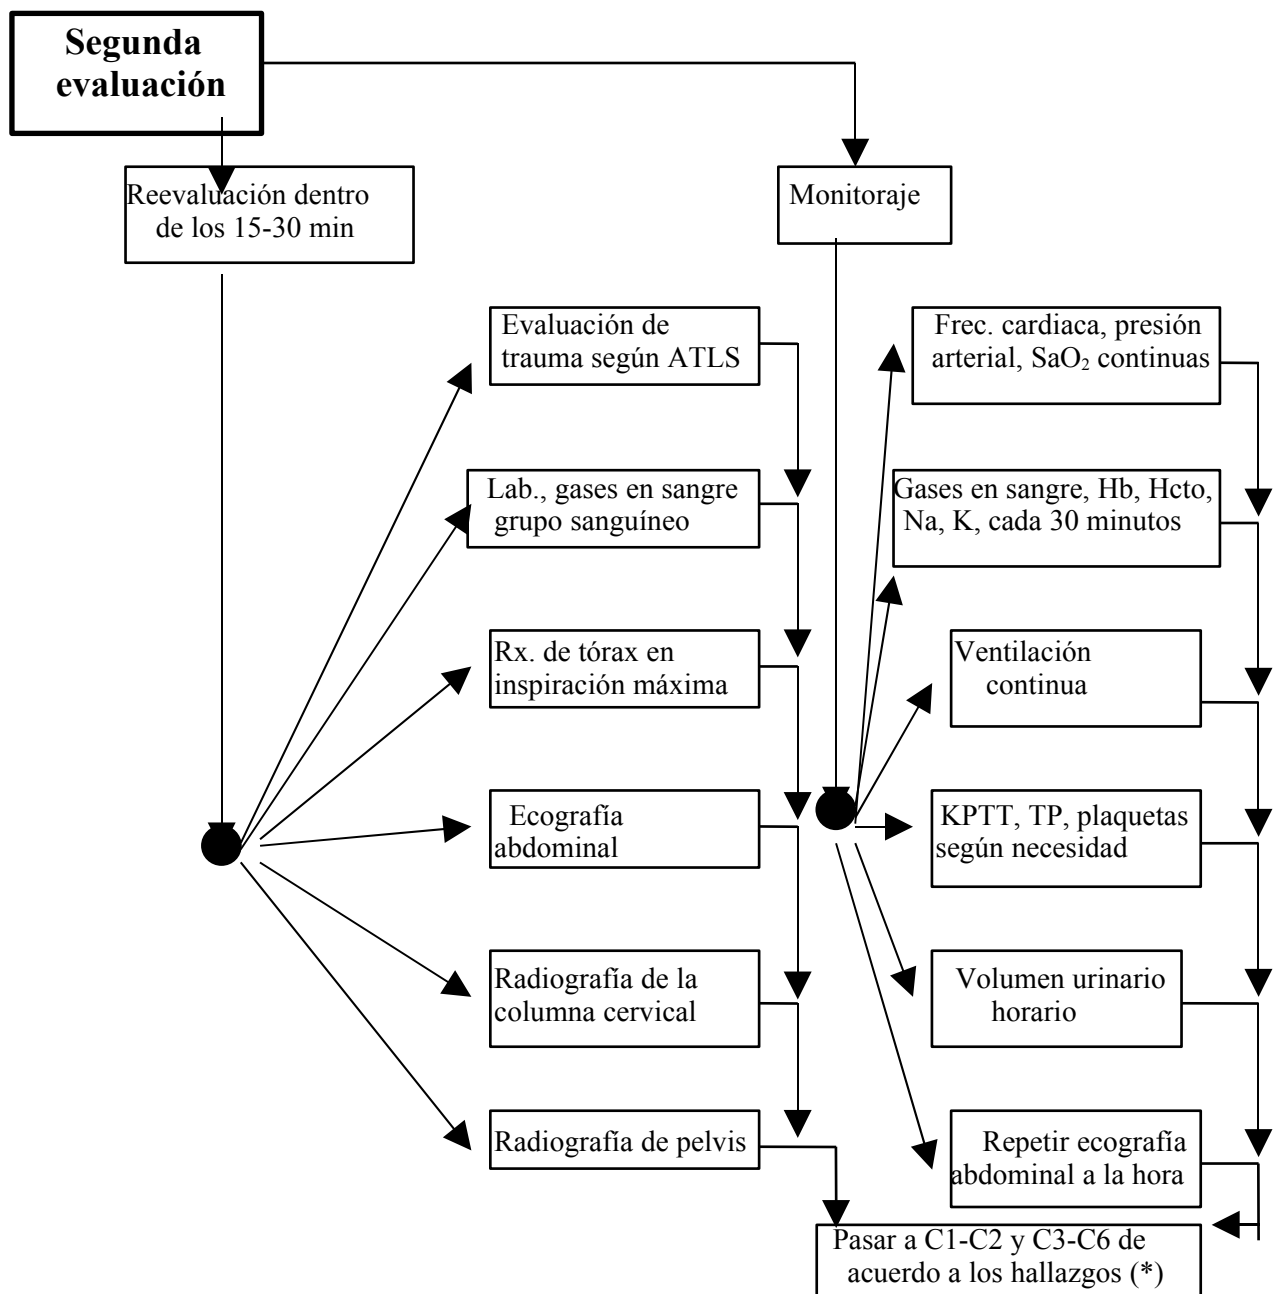 Segunda
evaluación
Reevaluación dentro
de los 15-30 min
Monitoraje
Evaluación de
trauma según ATLS
Lab., gases en sangre
grupo sanguíneo
Rx. de tórax en
inspiración máxima
Ecografía
abdominal
Radiografía de la
columna cervical
Radiografía de pelvis
Frec. cardiaca, presión
arterial, SaO₂ continuas
Gases en sangre, Hb, Hcto,
Na, K, cada 30 minutos
Ventilación
continua
KPTT, TP, plaquetas
según necesidad
Volumen urinario
horario
Repetir ecografía
abdominal a la hora
Pasar a C1-C2 y C3-C6 de
acuerdo a los hallazgos (*)